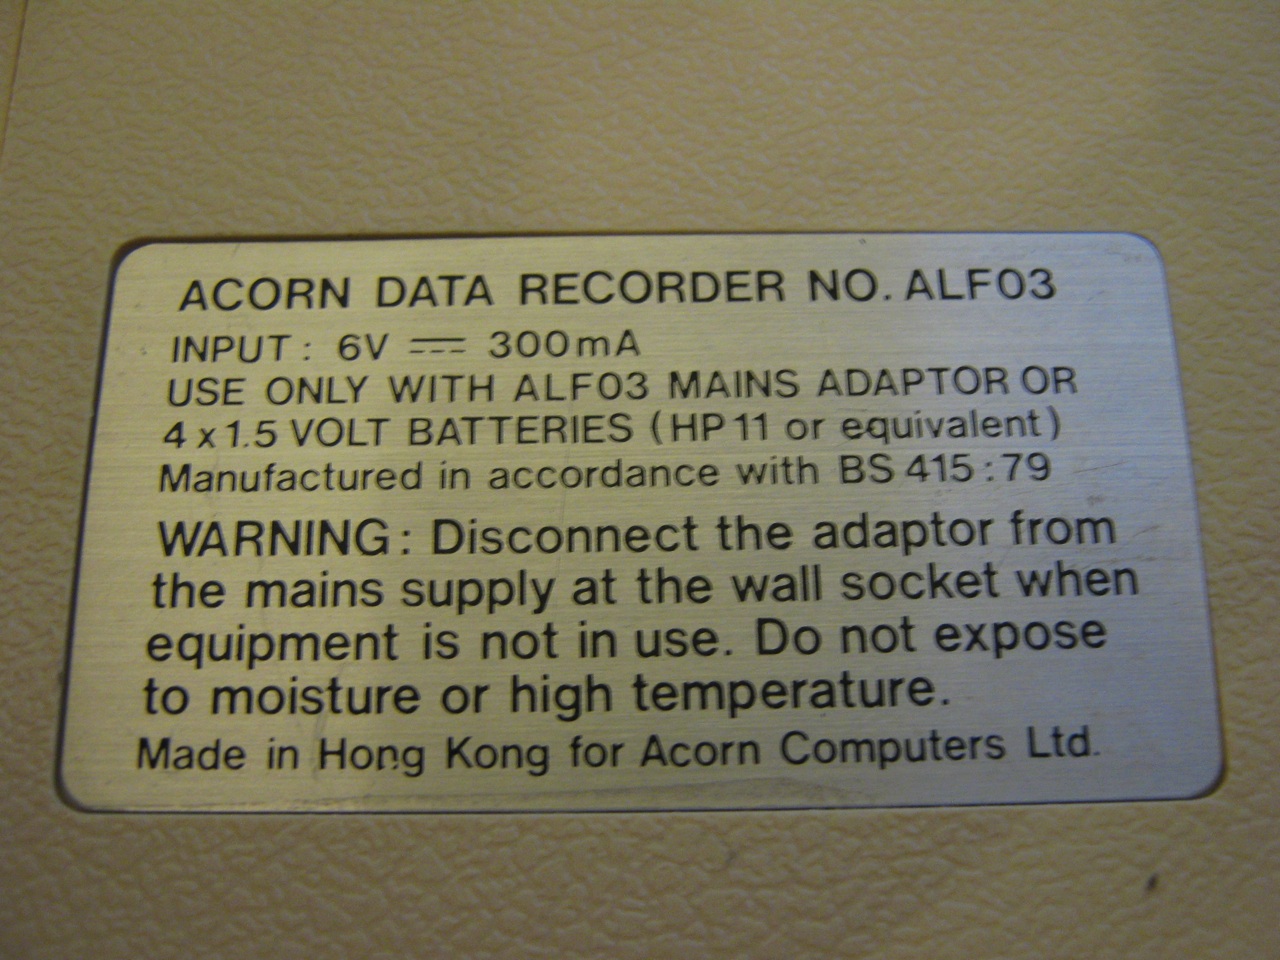 ACORN DATA RECORDER NO. ALF03
INPUT : 6V ⎓ 300mA
USE ONLY WITH ALF03 MAINS ADAPTOR OR
4 x 1.5 VOLT BATTERIES (HP 11 or equivalent)
Manufactured in accordance with BS 415 : 79
WARNING : Disconnect the adaptor from
the mains supply at the wall socket when
equipment is not in use. Do not expose
to moisture or high temperature.
Made in Hong Kong for Acorn Computers Ltd.